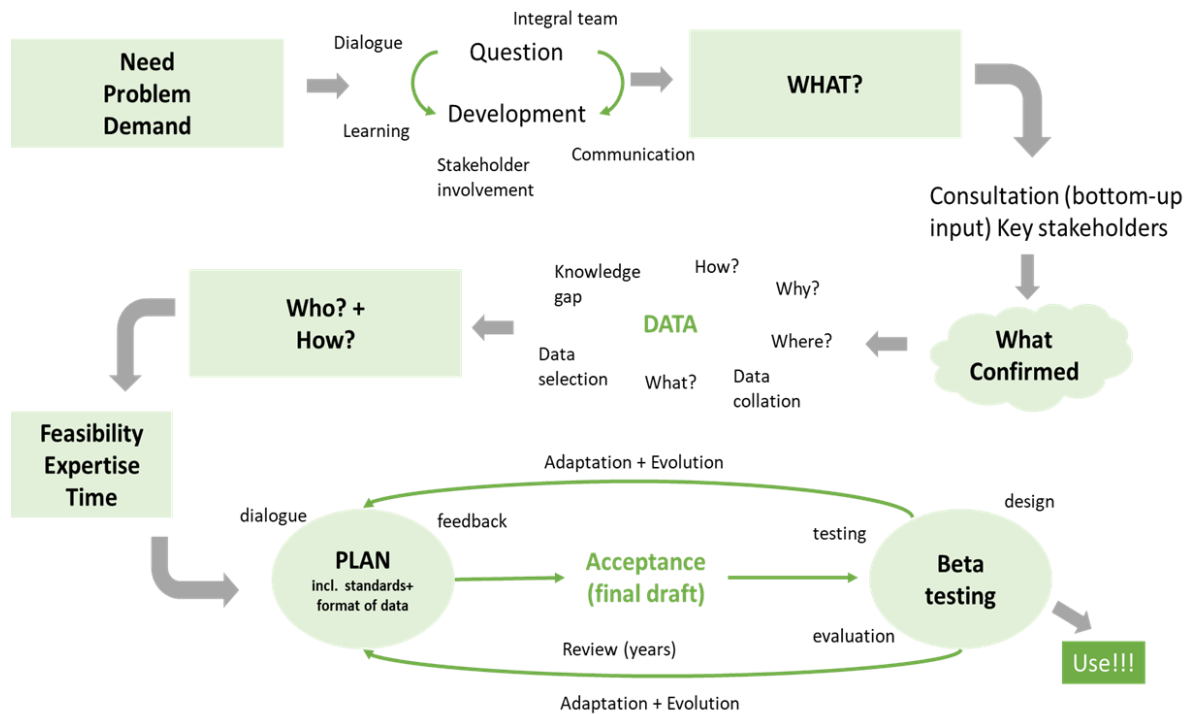 Need
Problem
Demand
Dialogue
Learning
Integral team
Question
Development
Stakeholder
involvement
Communication
WHAT?
Consultation (bottom-up
input) Key stakeholders
What
Confirmed
Knowledge
gap
How?
Why?
DATA
Where?
Data
selection
What?
Data
collation
Who? +
How?
Feasibility
Expertise
Time
Adaptation + Evolution
dialogue
feedback
PLAN
incl. standards+
format of data
Acceptance
(final draft)
testing
design
Beta
testing
evaluation
Review (years)
Adaptation + Evolution
Use!!!